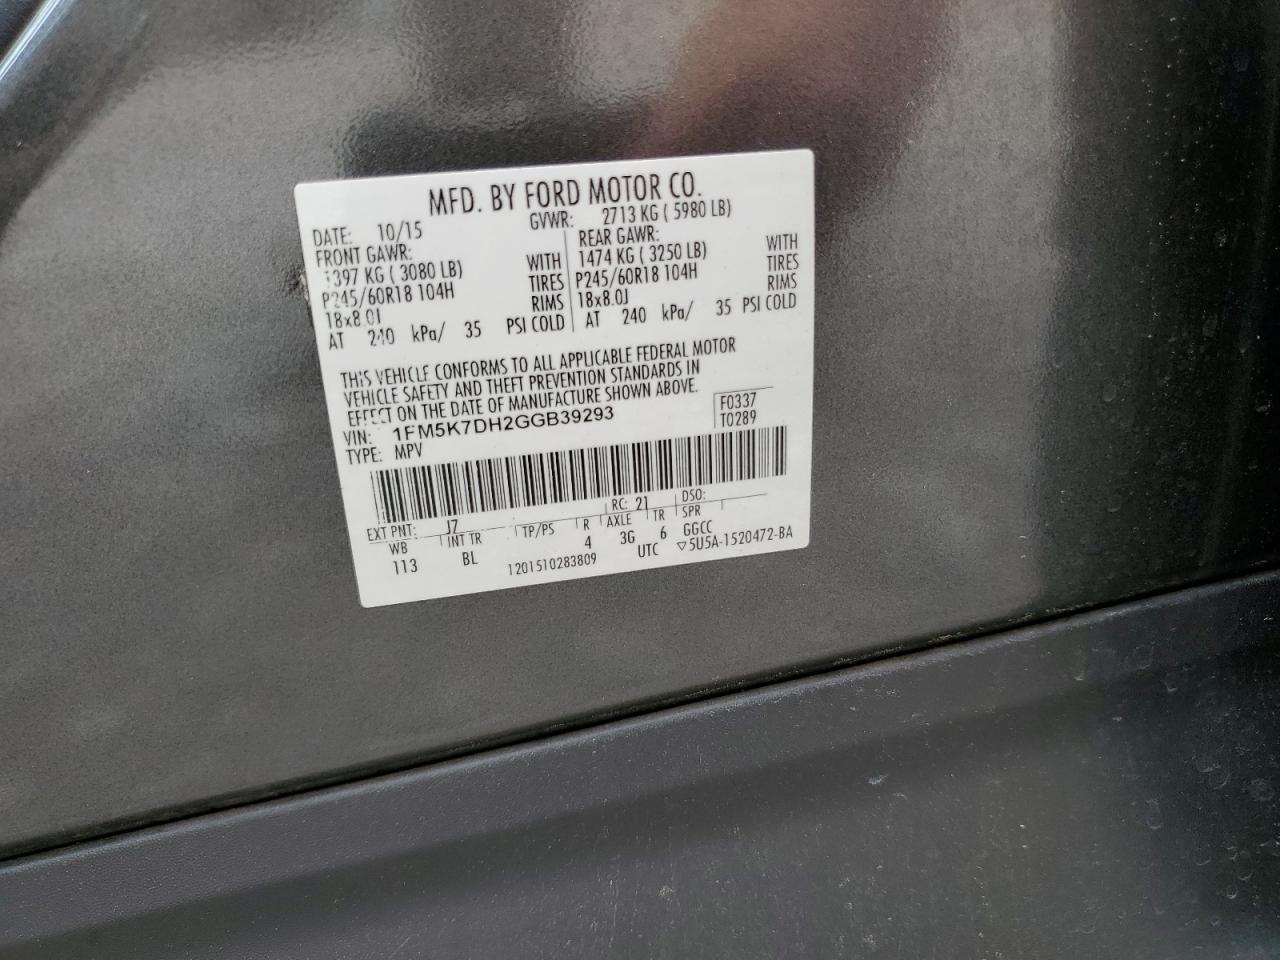 MFD. BY FORD MOTOR CO.
DATE: 10/15 GVWR: 2713 KG ( 5980 LB)
FRONT GAWR: REAR GAWR:
1397 KG ( 3080 LB) WITH 1474 KG ( 3250 LB) WITH
P245/60R18 104H TIRES P245/60R18 104H TIRES
18x8.0J RIMS 18x8.0J RIMS
AT 240 kPa/ 35 PSI COLD AT 240 kPa/ 35 PSI COLD
THIS VEHICLE CONFORMS TO ALL APPLICABLE FEDERAL MOTOR
VEHICLE SAFETY AND THEFT PREVENTION STANDARDS IN
EFFECT ON THE DATE OF MANUFACTURE SHOWN ABOVE.
VIN: 1FM5K7DH2GGB39293 F0337
TYPE: MPV T0289
EXT PNT: J7 RC: 21 DSO:
WB INT TR TP/PS R AXLE TR SPR
113 BL 4 3G 6 GGCC
1201510283809 UTC ▽5U5A-1520472-BA